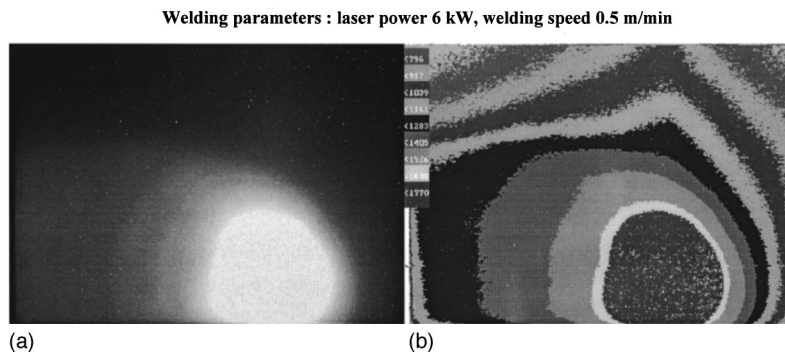 Welding parameters : laser power 6 kW, welding speed 0.5 m/min
<796
<917
<1039
<1161
<1283
<1405
<1526
<1770
(a)
(b)